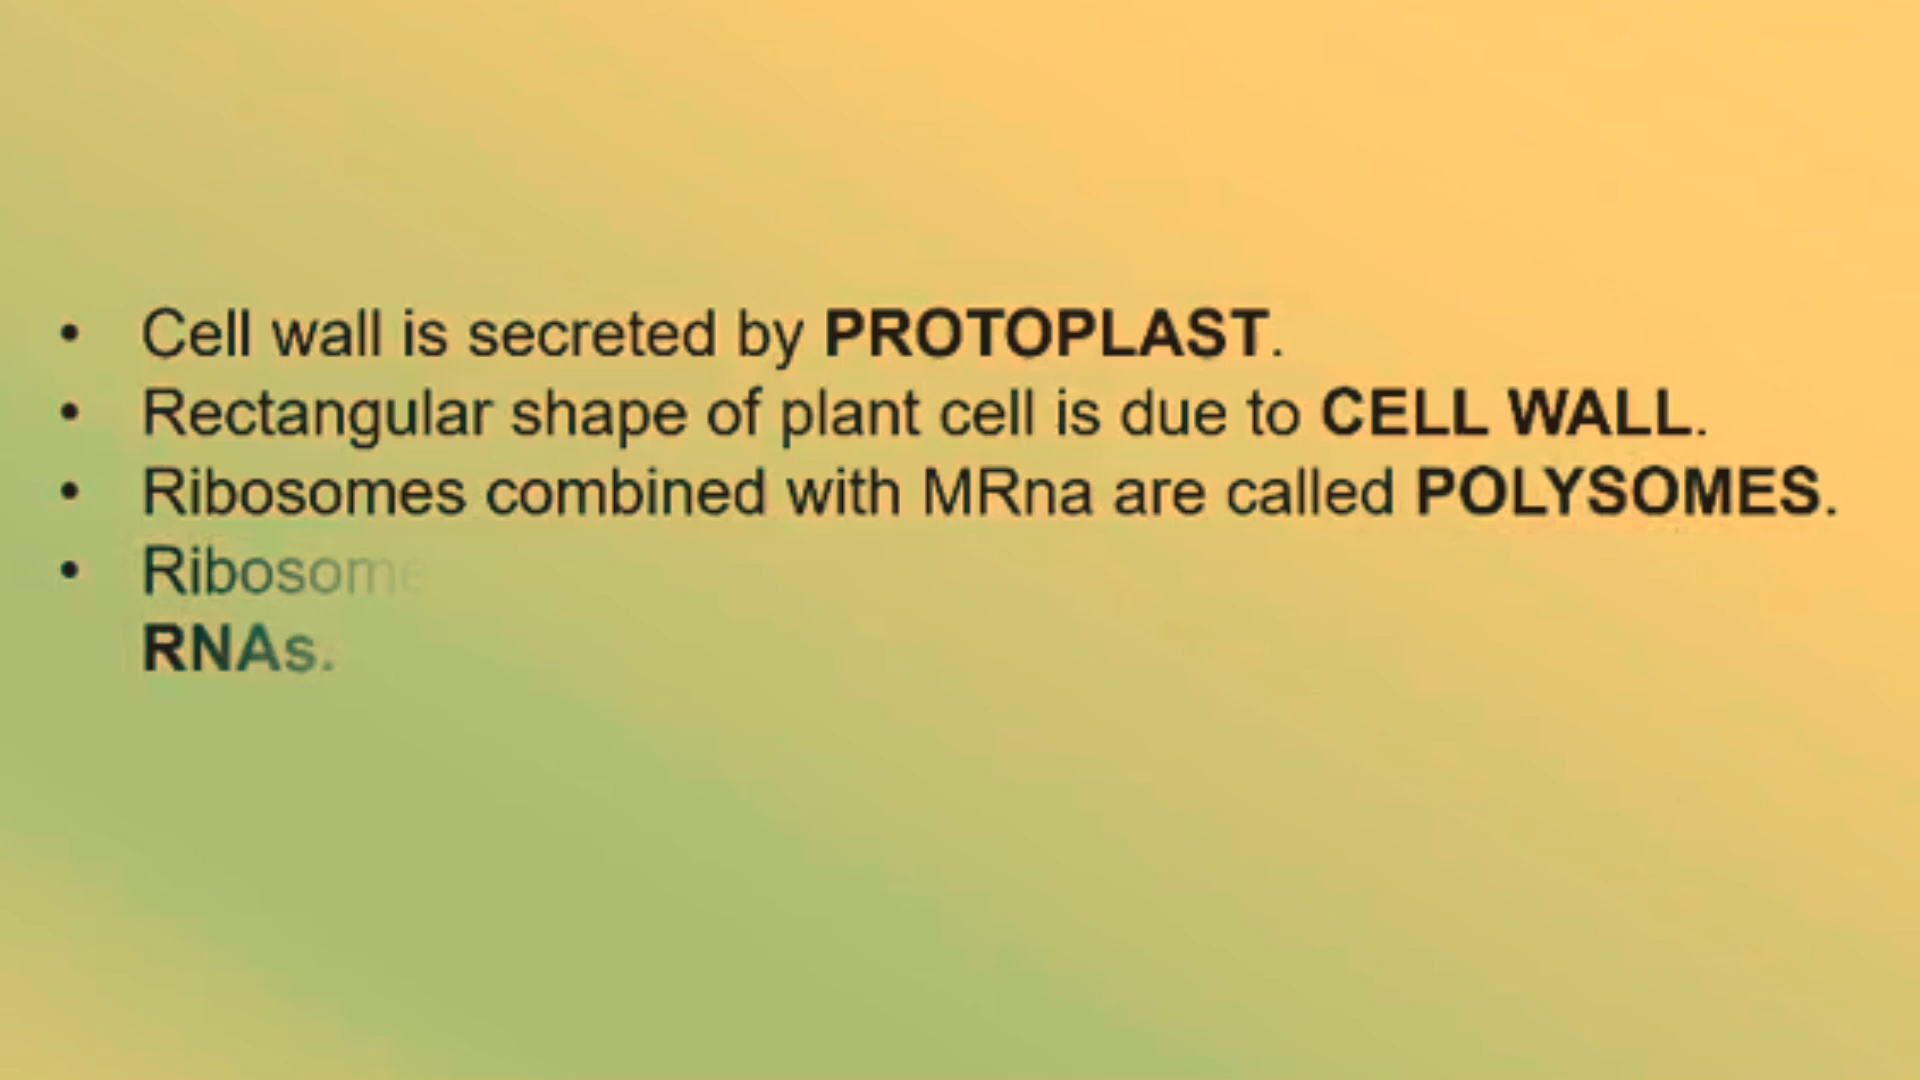 • Cell wall is secreted by PROTOPLAST.
• Rectangular shape of plant cell is due to CELL WALL.
• Ribosomes combined with MRna are called POLYSOMES.
• Ribosome
RNAs.